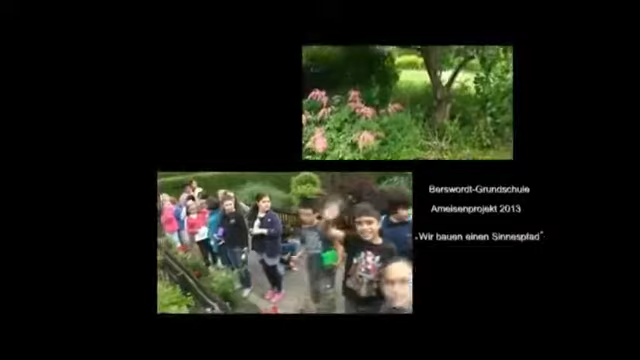 Berswordt-Grundschule
Ameisenprojekt 2013
„Wir bauen einen Sinnespfad“